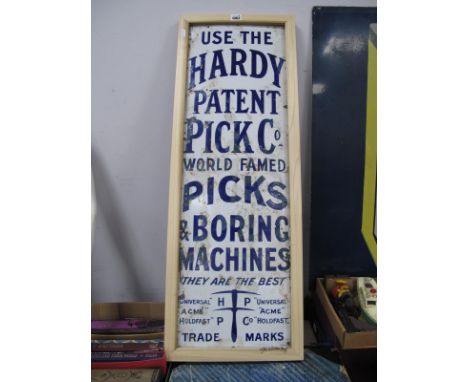 USE THE
HARDY
PATENT
PICK Co
WORLD FAMED
PICKS
& BORING
MACHINES
"THEY ARE THE BEST"
UNIVERSAL" H P "UNIVERSAL
ACME" "ACME"
HOLDFAST" P Co "HOLDFAST"
TRADE MARKS